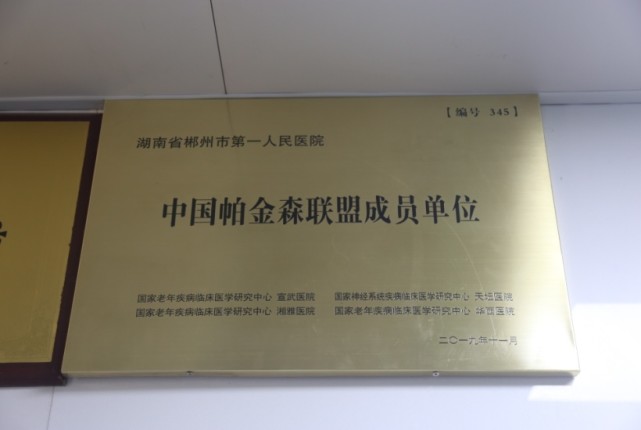 【编号 345】
湖南省郴州市第一人民医院
中国帕金森联盟成员单位
国家老年疾病临床医学研究中心 宣武医院 国家神经系统疾病临床医学研究中心 天坛医院
国家老年疾病临床医学研究中心 湘雅医院 国家老年疾病临床医学研究中心 华西医院
二〇一九年十一月